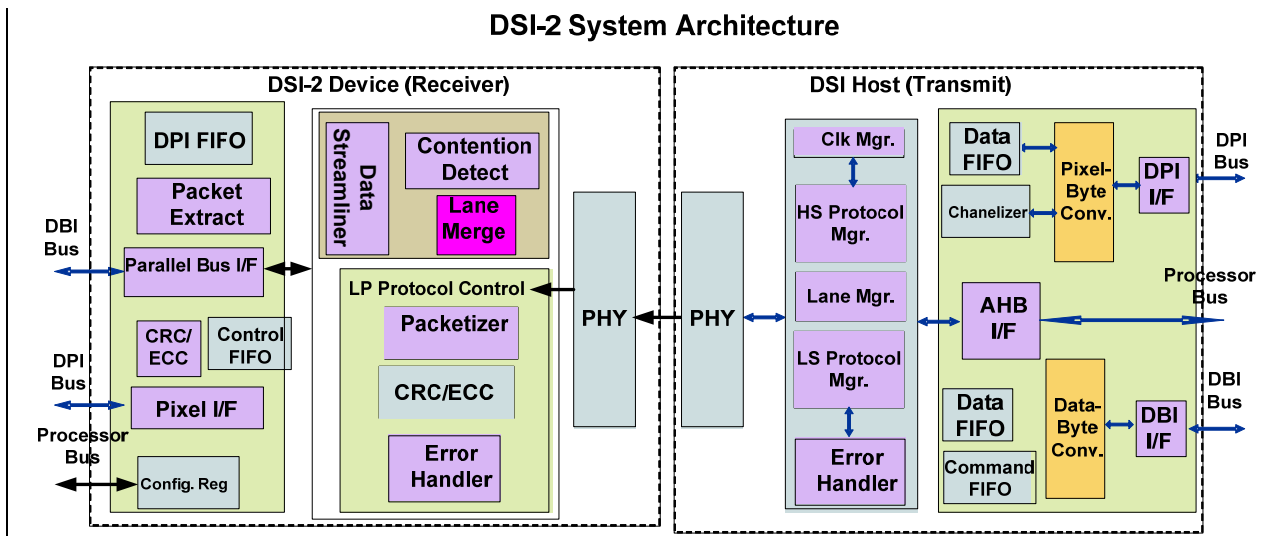 DSI-2 System Architecture
DSI-2 Device (Receiver)
DPI FIFO
Packet
Extract
DBI
Bus
Parallel Bus I/F
CRC/
ECC
Control
FIFO
DPI
Bus
Pixel I/F
Processor
Bus
Config. Reg
Data
Streamliner
Contention
Detect
Lane
Merge
LP Protocol Control
Packetizer
CRC/ECC
Error
Handler
PHY
DSI Host (Transmit)
PHY
Clk Mgr.
HS Protocol
Mgr.
Lane Mgr.
LS Protocol
Mgr.
Error
Handler
Data
FIFO
Chanelizer
Pixel-
Byte
Conv.
DPI
I/F
DPI
Bus
AHB
I/F
Processor
Bus
Data
FIFO
Command
FIFO
Data-
Byte
Conv.
DBI
I/F
DBI
Bus